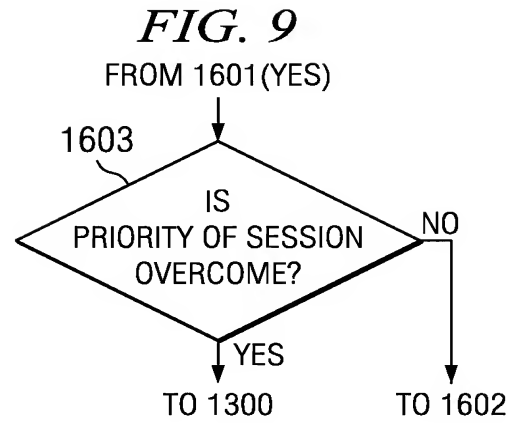 FIG. 9
FROM 1601(YES)
1603
IS
PRIORITY OF SESSION
OVERCOME?
NO
YES
TO 1300
TO 1602